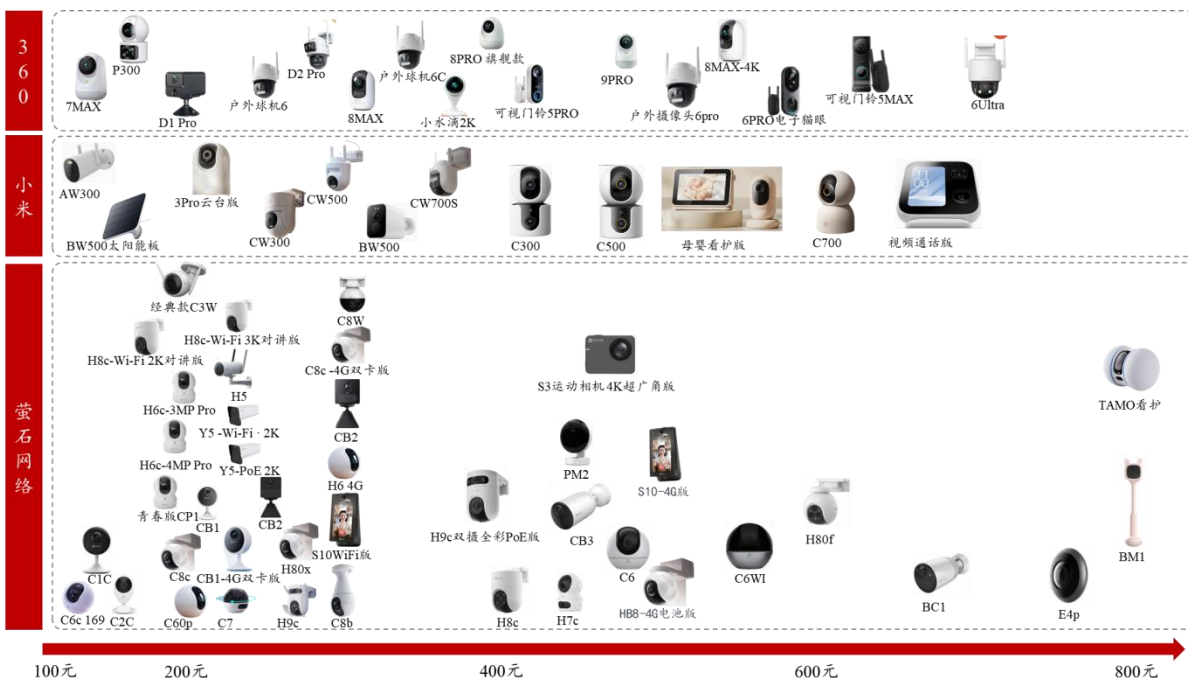 360
P300
D2 Pro
户外球机6C
8PRO 旗舰款
9PRO
8MAX-4K
可视门铃5MAX
6Ultra
7MAX
D1 Pro
户外球机6
8MAX
小水滴2K
可视门铃5PRO
户外摄像头6pro
6PRO电子猫眼
小米
AW300
3Pro云台版
CW500
CW700S
BW500太阳能板
CW300
BW500
C300
C500
母婴看护版
C700
视频通话版
萤石网络
经典款C3W
C8W
H8c-Wi-Fi 3K对讲版
H8c-Wi-Fi 2K对讲版
C8c -4G双卡版
S3运动相机 4K超广角版
TAMO看护
H5
H6c-3MP Pro
Y5 -Wi-Fi · 2K
CB2
H6c-4MP Pro
Y5-PoE 2K
H6 4G
PM2
S10-4G版
青春版CP1
CB1
CB2
S10WiFi版
H9c双摄全彩PoE版
CB3
H80f
BM1
C1C
C8c
CB1-4G双卡版
H80x
C6
C6WI
C6c 169
C2C
C60p
C7
H9c
C8b
H8c
H7c
HB8-4G电池版
BC1
E4p
100元
200元
400元
600元
800元